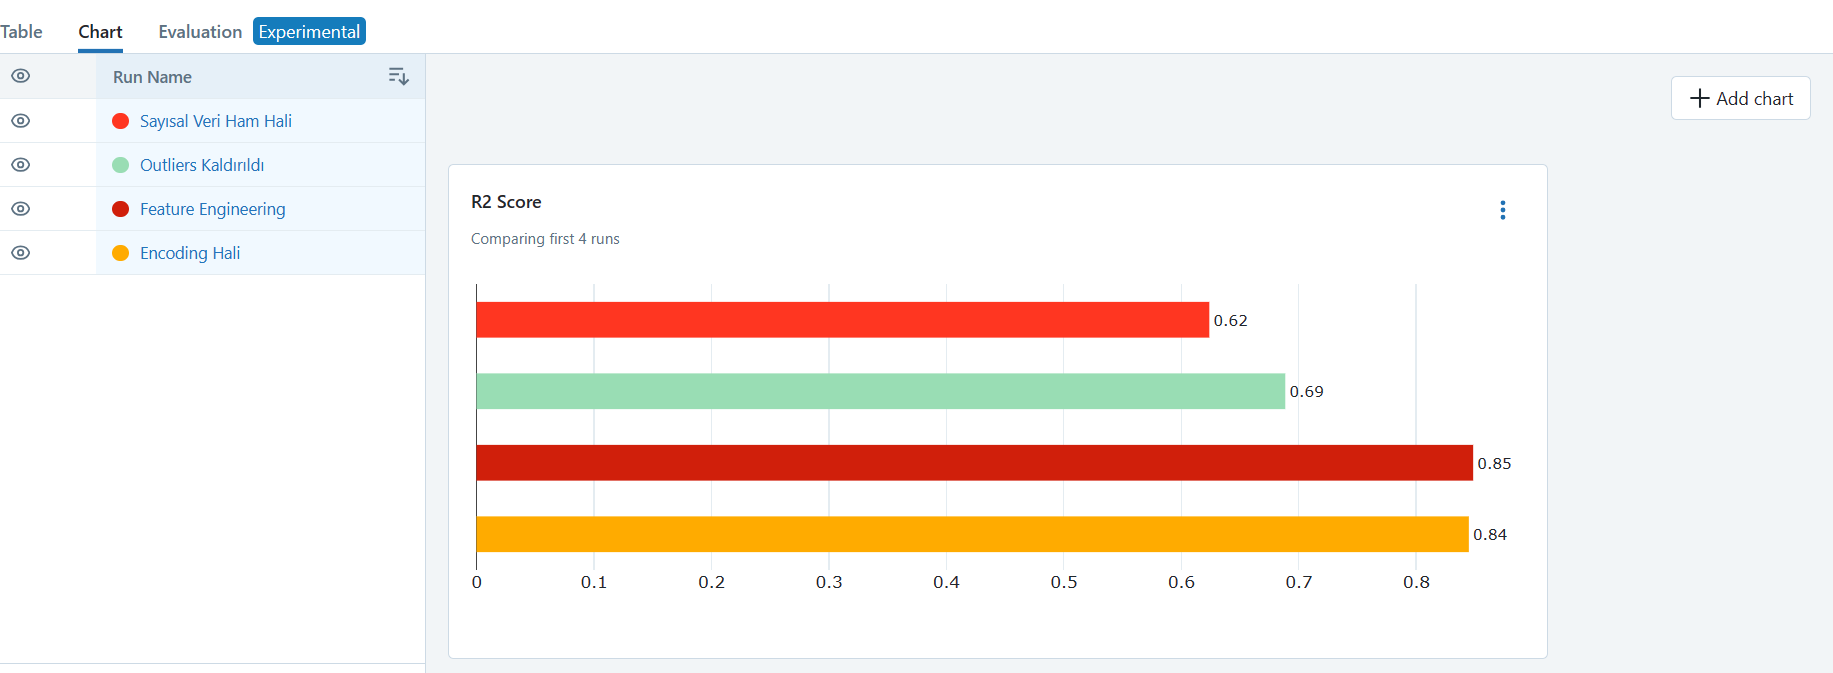 Table Chart Evaluation Experimental
Run Name
Sayısal Veri Ham Hali
Outliers Kaldırıldı
Feature Engineering
Encoding Hali
Add chart
R2 Score
Comparing first 4 runs
0.62
0.69
0.85
0.84
0 0.1 0.2 0.3 0.4 0.5 0.6 0.7 0.8